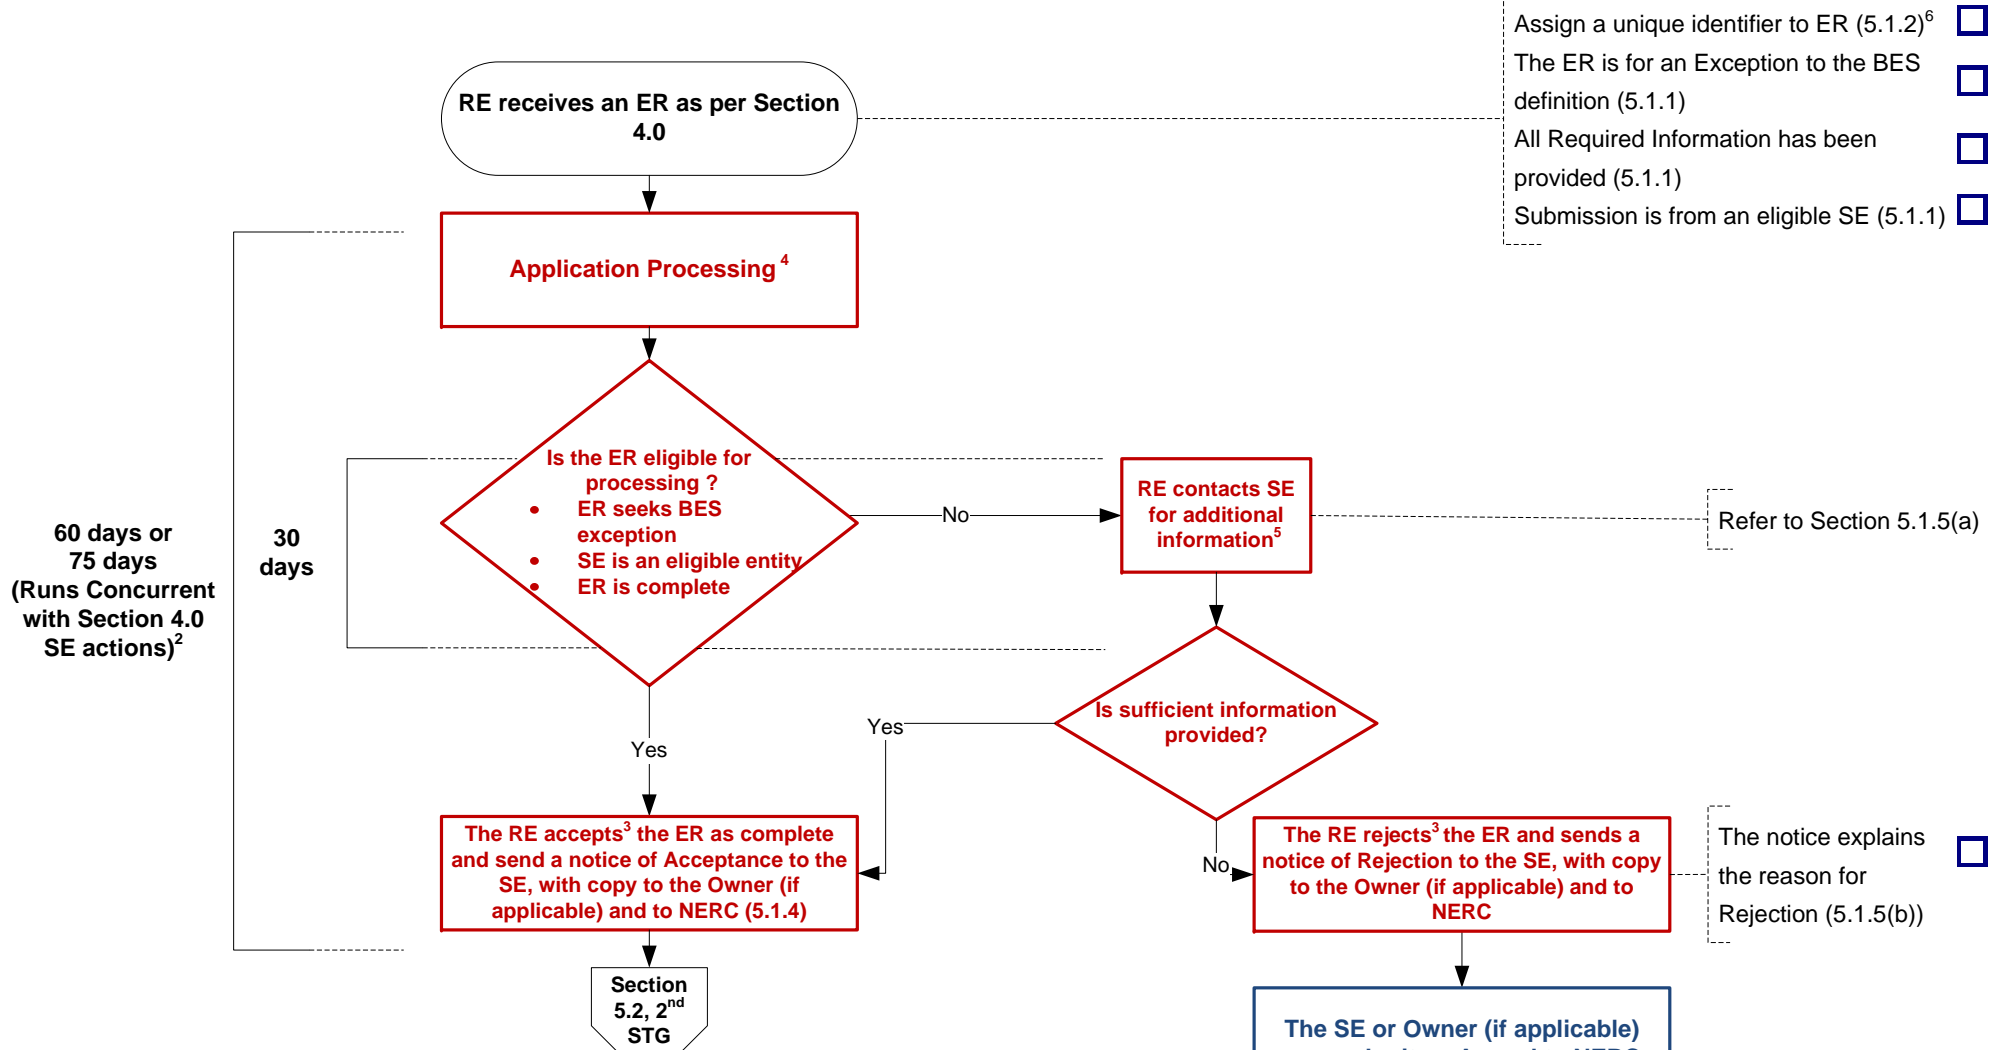 Assign a unique identifier to ER (5.1.2)6
The ER is for an Exception to the BES
definition (5.1.1)
All Required Information has been
provided (5.1.1)
Submission is from an eligible SE (5.1.1)
RE receives an ER as per Section
4.0
Application Processing 4
Is the ER eligible for
processing ?
• ER seeks BES
exception
• SE is an eligible entity
• ER is complete
No
RE contacts SE
for additional
information5
Refer to Section 5.1.5(a)
60 days or
75 days
(Runs Concurrent
with Section 4.0
SE actions)2
30
days
Is sufficient information
provided?
Yes
Yes
No
The RE accepts3 the ER as complete
and send a notice of Acceptance to the
SE, with copy to the Owner (if
applicable) and to NERC (5.1.4)
The RE rejects3 the ER and sends a
notice of Rejection to the SE, with copy
to the Owner (if applicable) and to
NERC
The notice explains
the reason for
Rejection (5.1.5(b))
Section
5.2, 2nd
STG
The SE or Owner (if applicable)